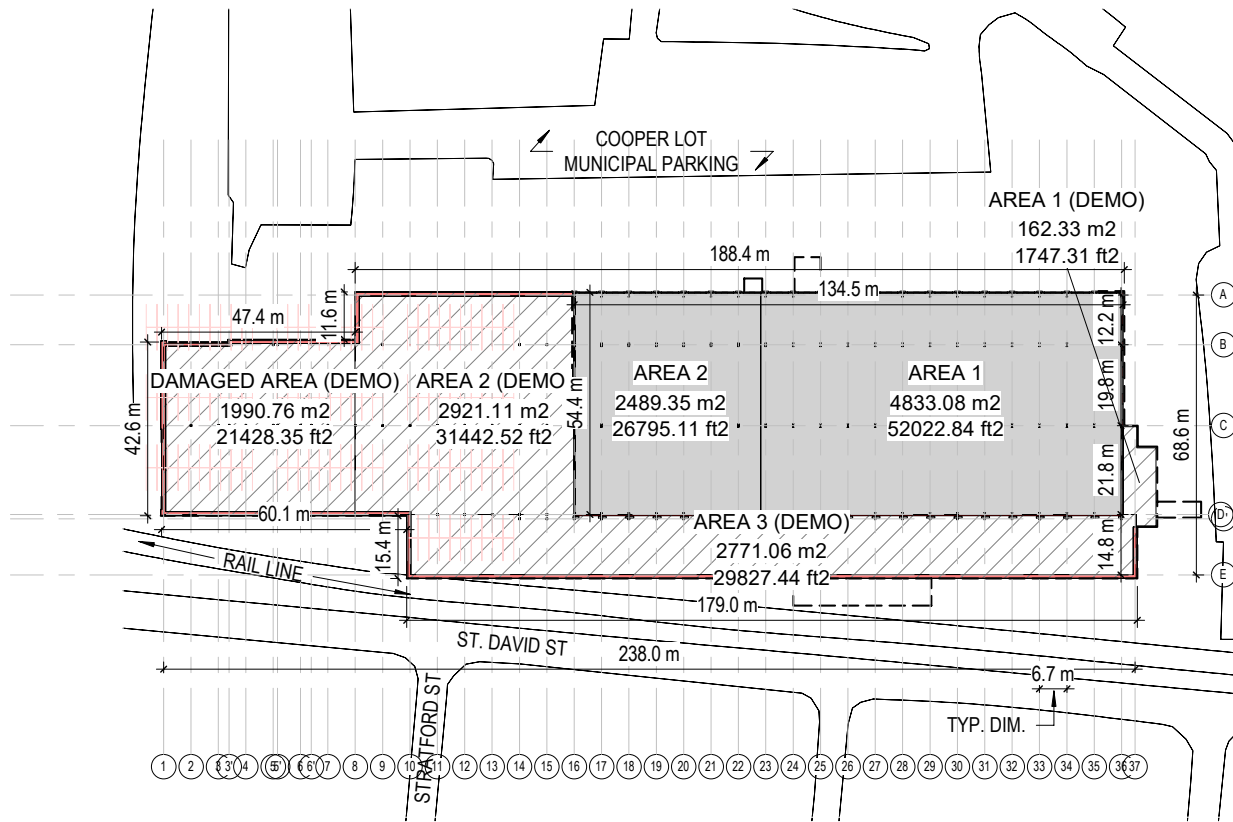 COOPER LOT
MUNICIPAL PARKING
AREA 1 (DEMO)
162.33 m2
1747.31 ft2
188.4 m
134.5 m
47.4 m
11.6 m
12.2 m
A
B
DAMAGED AREA (DEMO)
1990.76 m2
21428.35 ft2
AREA 2 (DEMO
2921.11 m2
31442.52 ft2
AREA 2
2489.35 m2
26795.11 ft2
AREA 1
4833.08 m2
52022.84 ft2
42.6 m
54.4 m
19.8 m
C
68.6 m
21.8 m
60.1 m
15.4 m
AREA 3 (DEMO)
2771.06 m2
29827.44 ft2
14.8 m
D'
E
RAIL LINE
179.0 m
ST. DAVID ST
238.0 m
6.7 m
TYP. DIM.
STRATFORD ST
1 2 3 3' 4 5 5' 6 6' 7 8 9 10 11 12 13 14 15 16 17 18 19 20 21 22 23 24 25 26 27 28 29 30 31 32 33 34 35 36 37